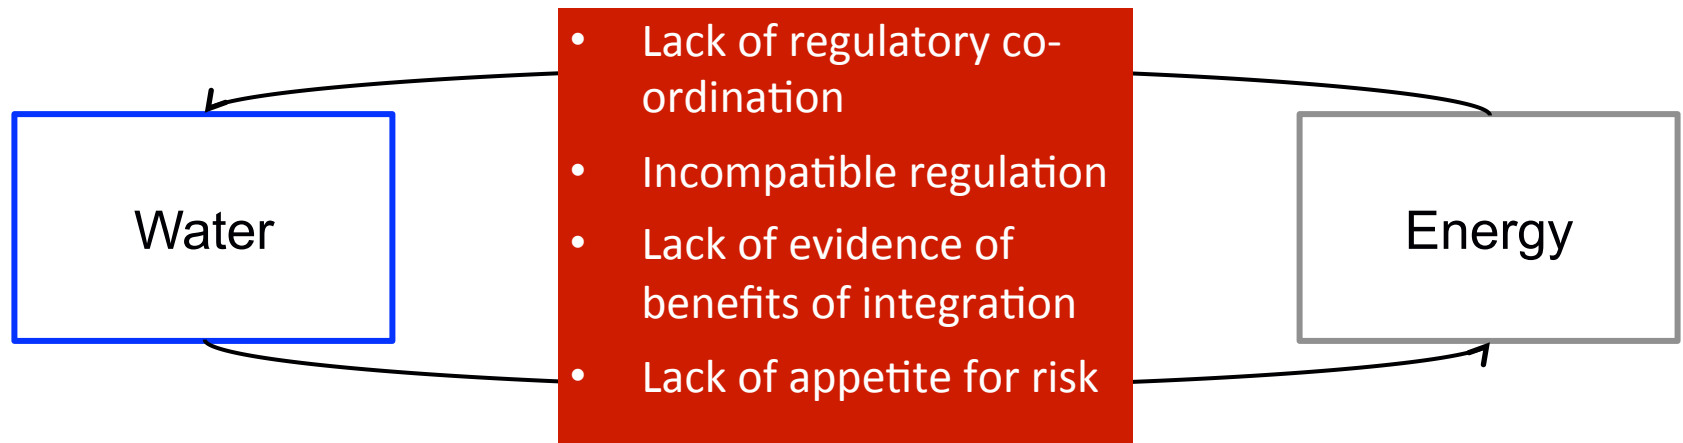 Water
• Lack of regulatory co-
ordination
• Incompatible regulation
• Lack of evidence of
benefits of integration
• Lack of appetite for risk
Energy